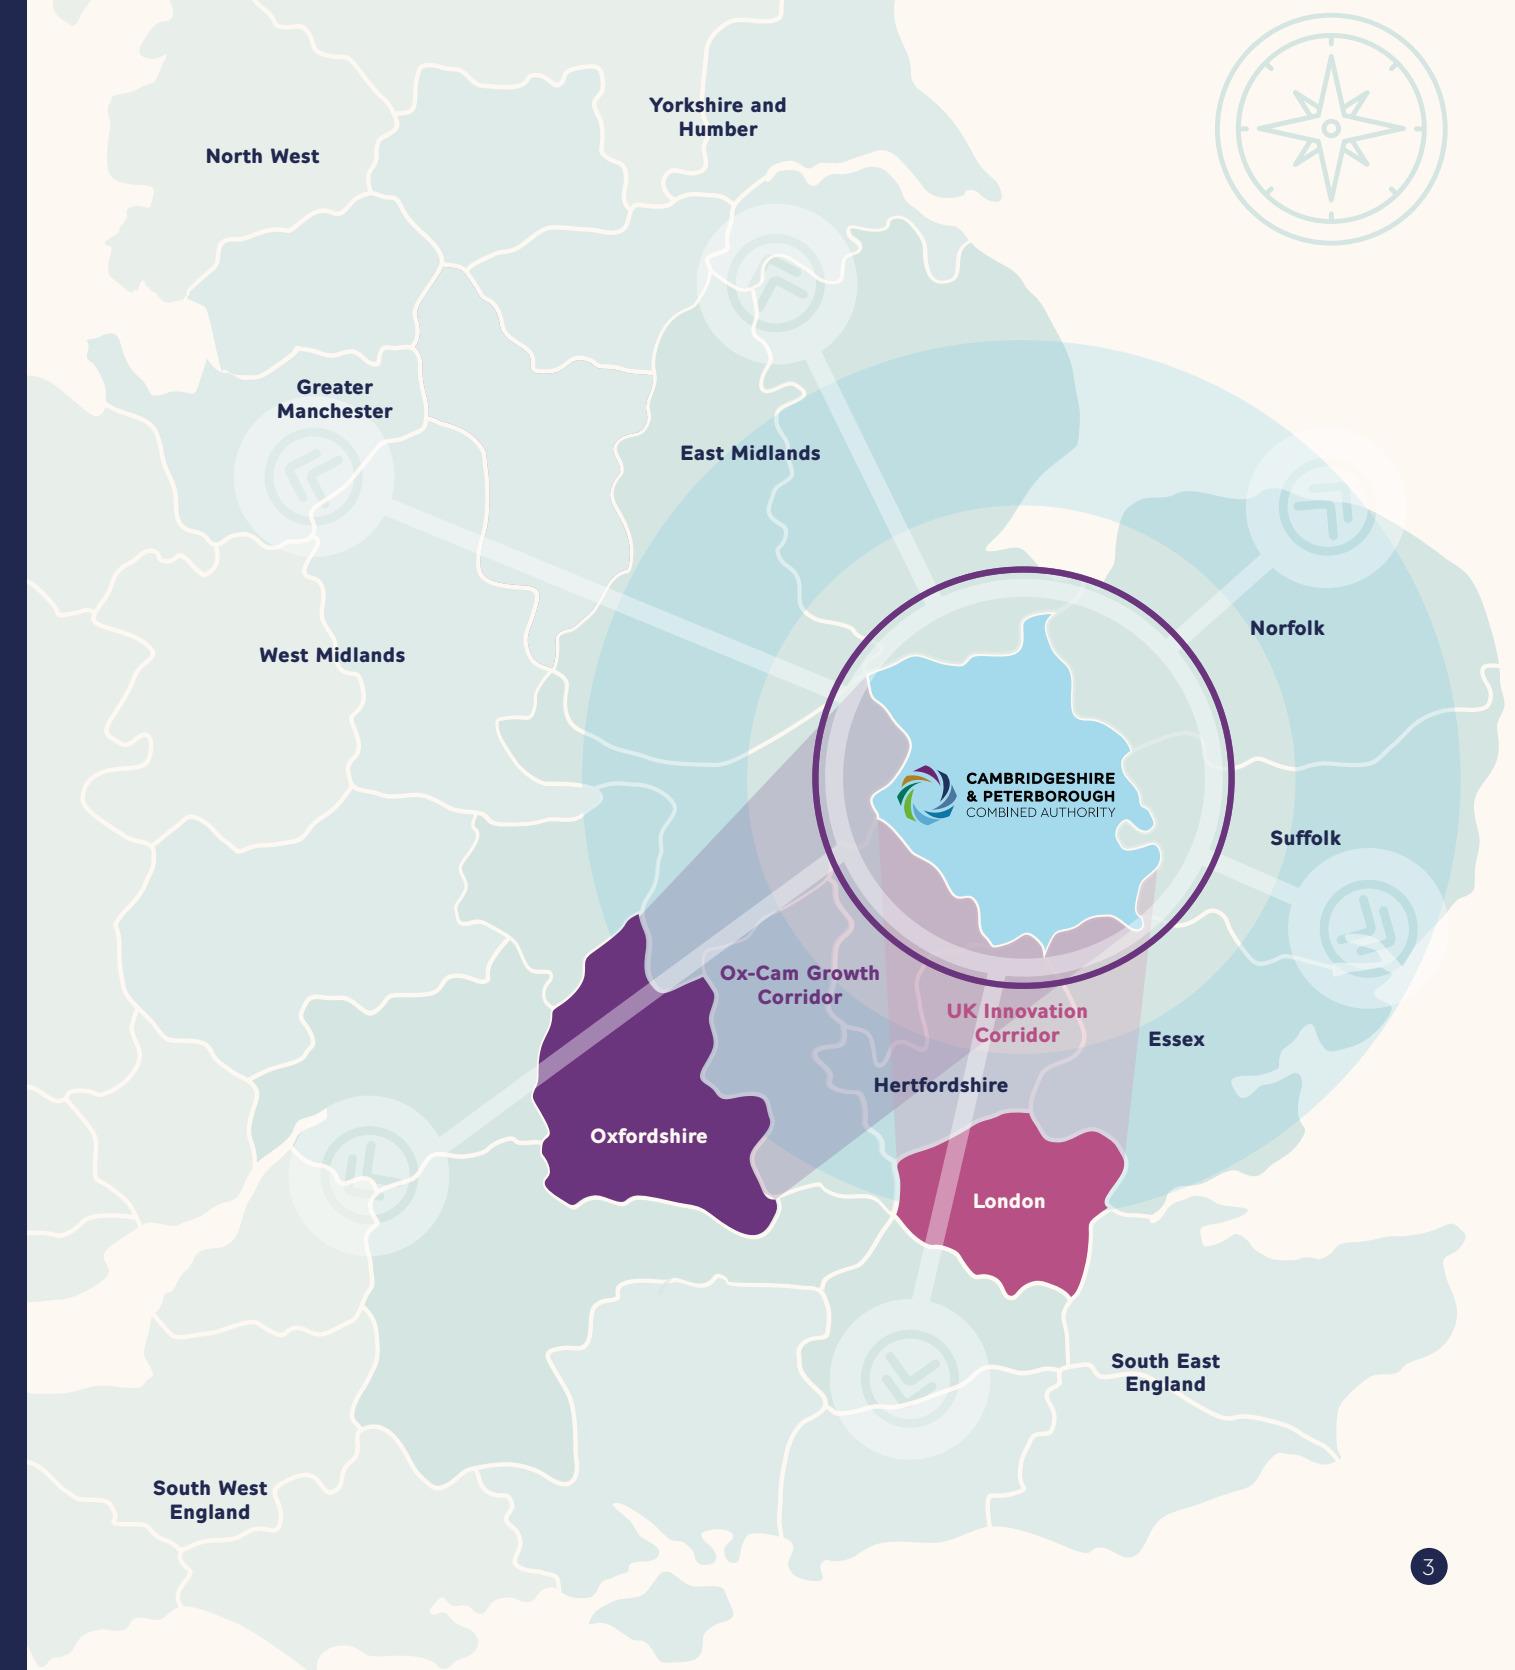 Yorkshire and
Humber
North West
Greater
Manchester
East Midlands
Norfolk
West Midlands
CAMBRIDGESHIRE
& PETERBOROUGH
COMBINED AUTHORITY
Suffolk
Ox-Cam Growth
Corridor
UK Innovation
Corridor
Essex
Hertfordshire
Oxfordshire
London
South East
England
South West
England
3